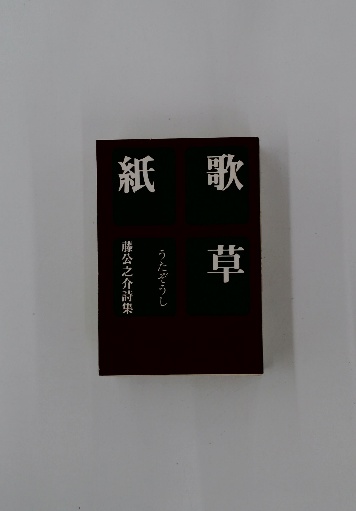 歌草
紙
うたぞうし
藤公之介詩集